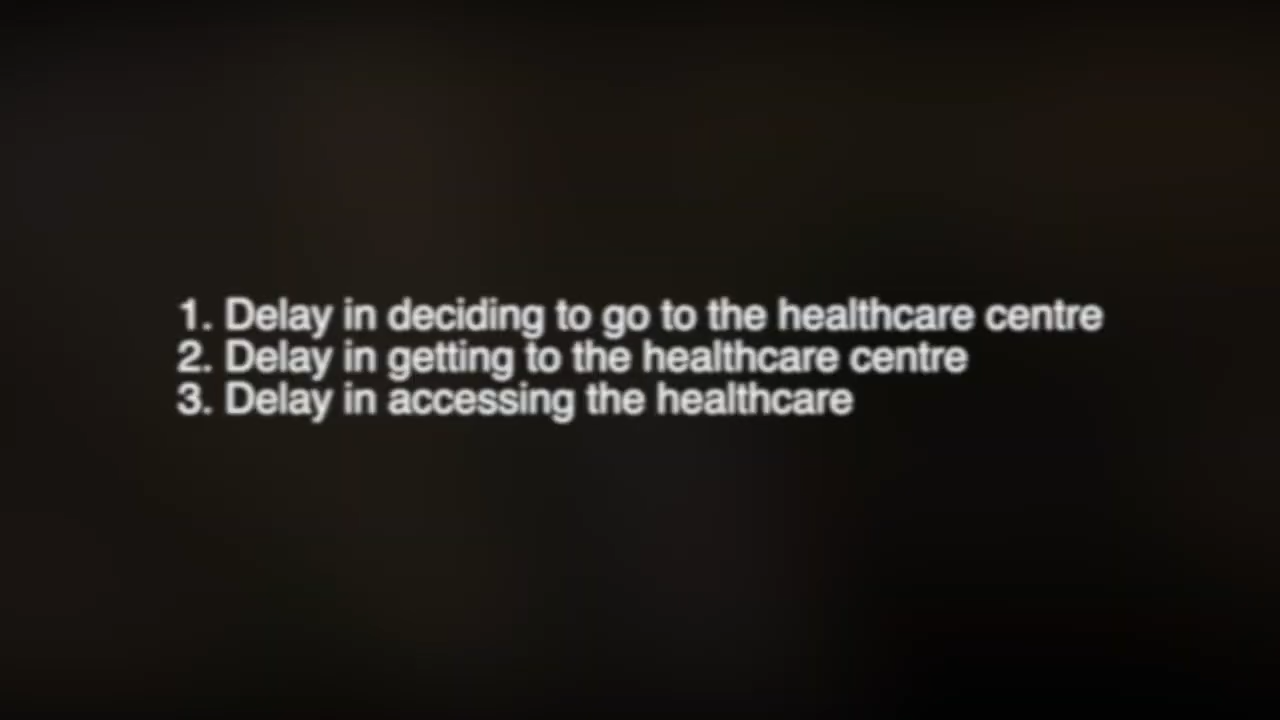 1. Delay in deciding to go to the healthcare centre
2. Delay in getting to the healthcare centre
3. Delay in accessing the healthcare